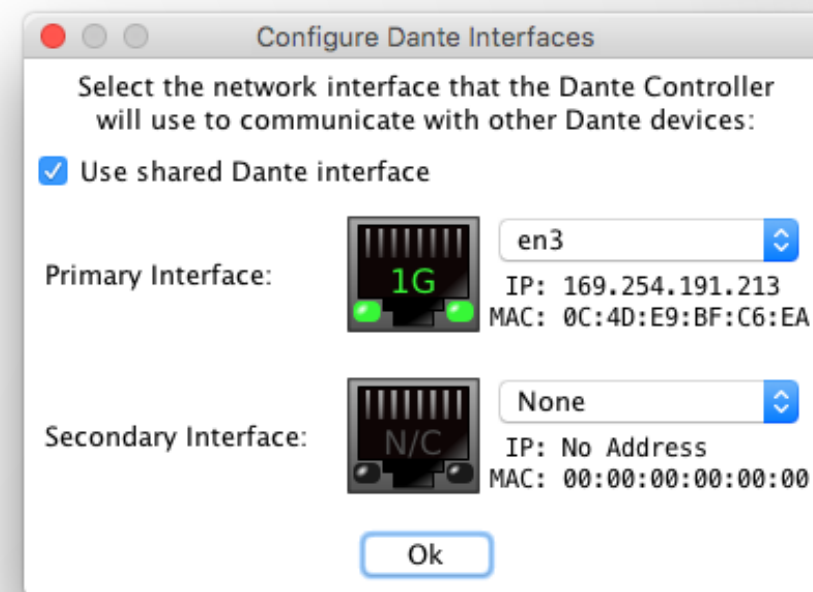 Configure Dante Interfaces
Select the network interface that the Dante Controller
will use to communicate with other Dante devices:
Use shared Dante interface
Primary Interface:
1G
en3
IP: 169.254.191.213
MAC: 0C:4D:E9:BF:C6:EA
Secondary Interface:
N/C
None
IP: No Address
MAC: 00:00:00:00:00:00
Ok